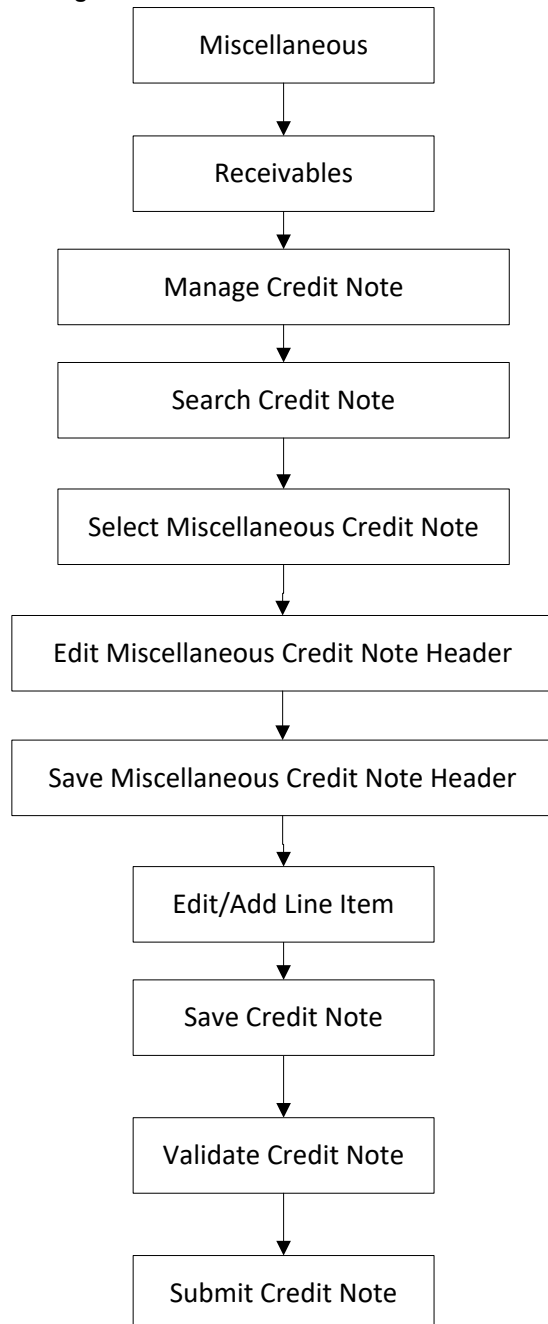 Miscellaneous
Receivables
Manage Credit Note
Search Credit Note
Select Miscellaneous Credit Note
Edit Miscellaneous Credit Note Header
Save Miscellaneous Credit Note Header
Edit/Add Line Item
Save Credit Note
Validate Credit Note
Submit Credit Note